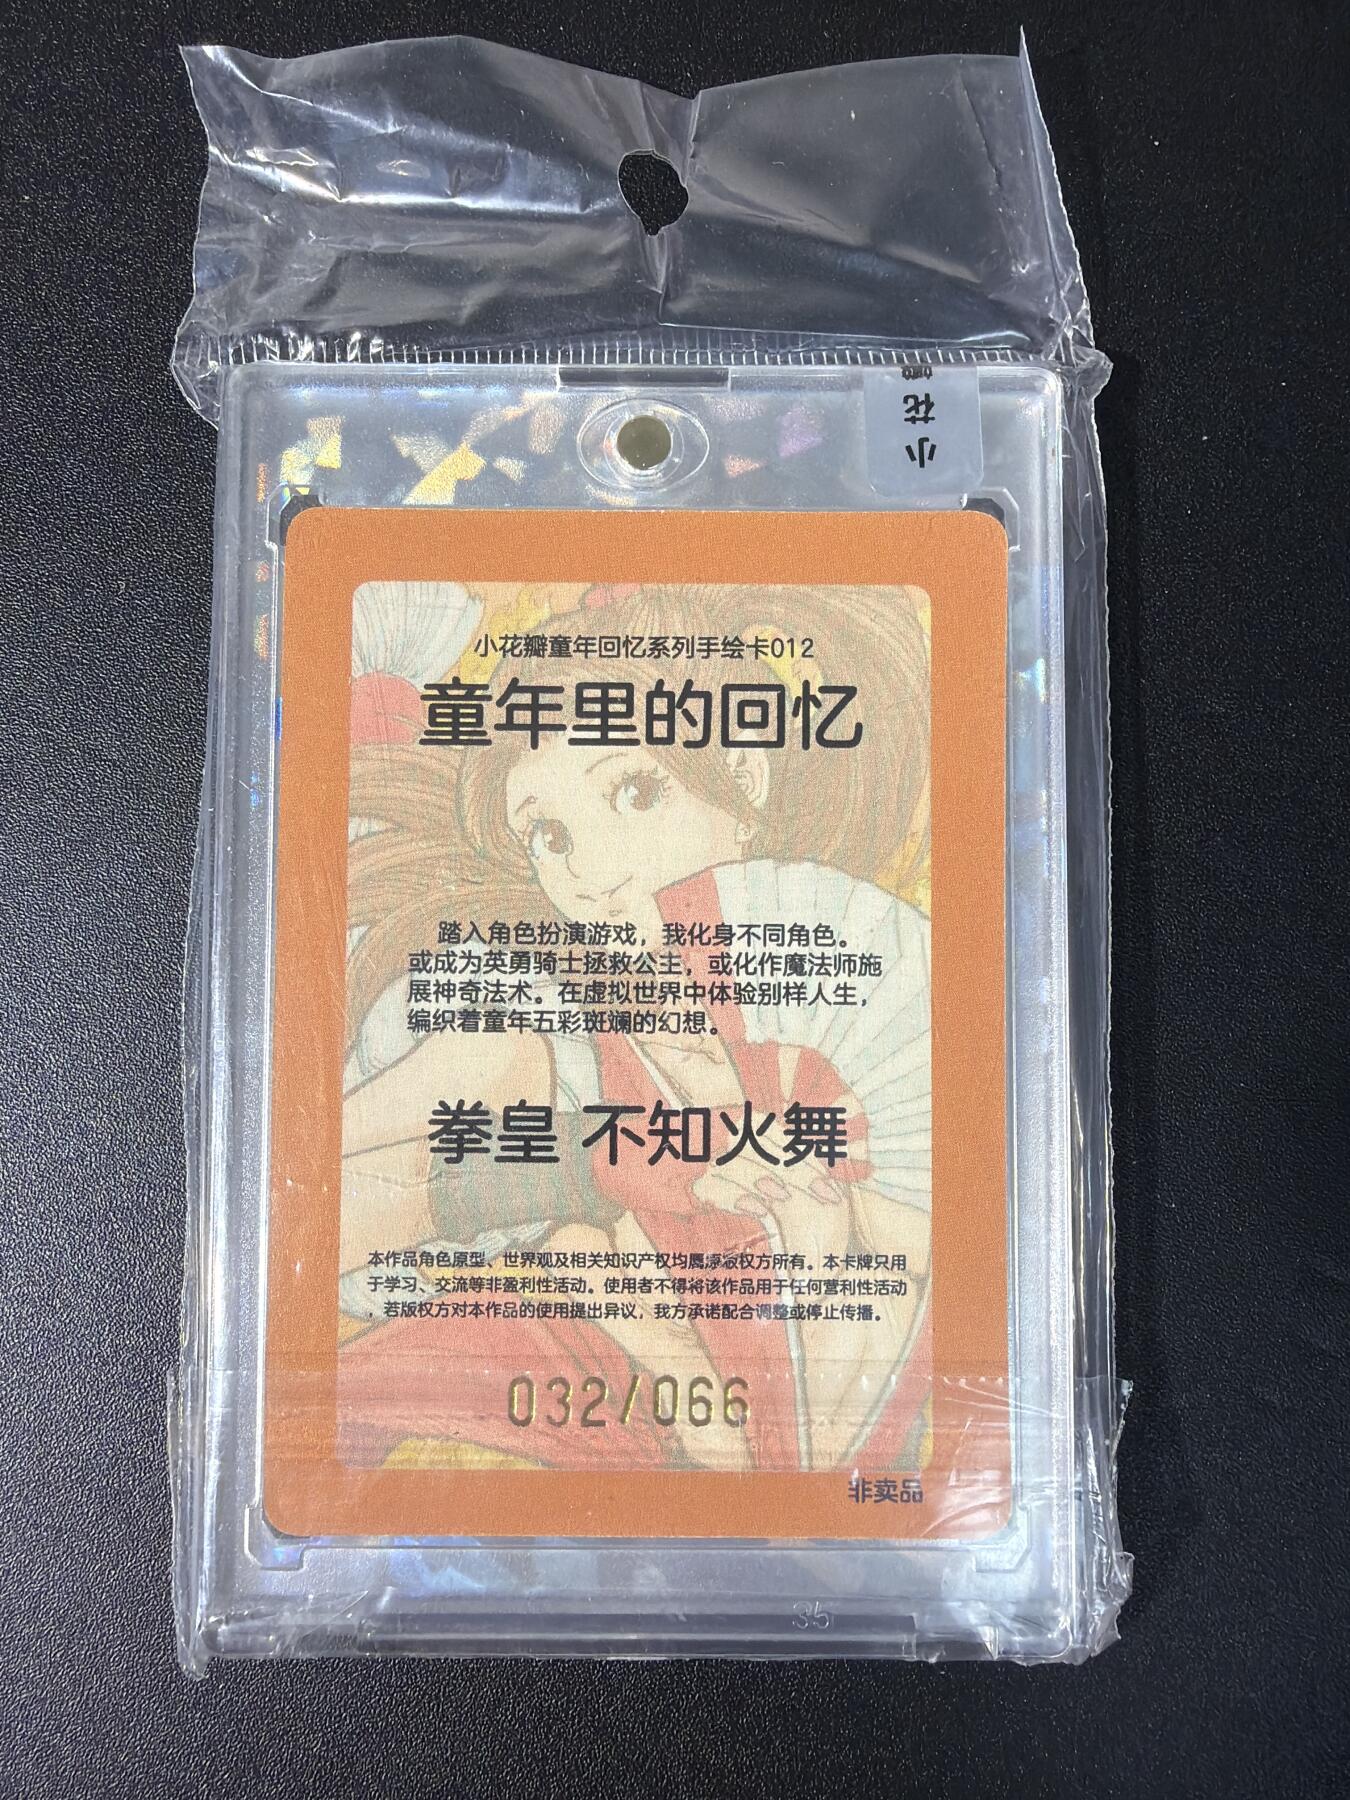 小花
小花瓣童年回忆系列手绘卡012
童年里的回忆
踏入角色扮演游戏，我化身不同角色。
或成为英勇骑士拯救公主，或化作魔法师施
展神奇法术。在虚拟世界中体验别样人生，
编织着童年五彩斑斓的幻想。
拳皇 不知火舞
本作品角色原型、世界观及相关知识产权均属原版权方所有。本卡牌只用
于学习、交流等非盈利性活动。使用者不得将该作品用于任何营利性活动
，若版权方对本作品的使用提出异议，我方承诺配合调整或停止传播。
032/066
非卖品
35